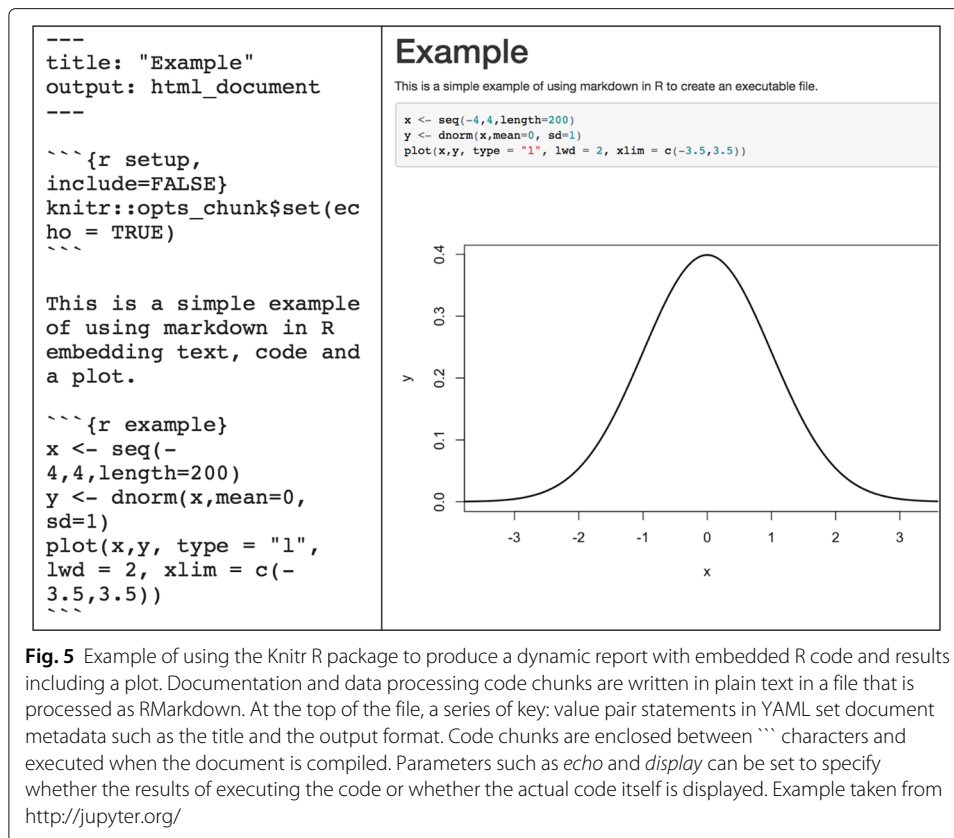 ---
title: "Example"
output: html_document
---
```{r setup,
include=FALSE}
knitr::opts_chunk$set(ec
ho = TRUE)
```
This is a simple example
of using markdown in R
embedding text, code and
a plot.
```{r example}
x <- seq(-
4,4,length=200)
y <- dnorm(x,mean=0,
sd=1)
plot(x,y, type = "l",
lwd = 2, xlim = c(-
3.5,3.5))
```
Example
This is a simple example of using markdown in R to create an executable file.
x <- seq(-4,4,length=200)
y <- dnorm(x,mean=0, sd=1)
plot(x,y, type = "l", lwd = 2, xlim = c(-3.5,3.5))
0.4
0.3
y
0.2
0.1
0.0
-3 -2 -1 0 1 2 3
x
Fig. 5 Example of using the Knitr R package to produce a dynamic report with embedded R code and results
including a plot. Documentation and data processing code chunks are written in plain text in a file that is
processed as RMarkdown. At the top of the file, a series of key: value pair statements in YAML set document
metadata such as the title and the output format. Code chunks are enclosed between ``` characters and
executed when the document is compiled. Parameters such as echo and display can be set to specify
whether the results of executing the code or whether the actual code itself is displayed. Example taken from
http://jupyter.org/